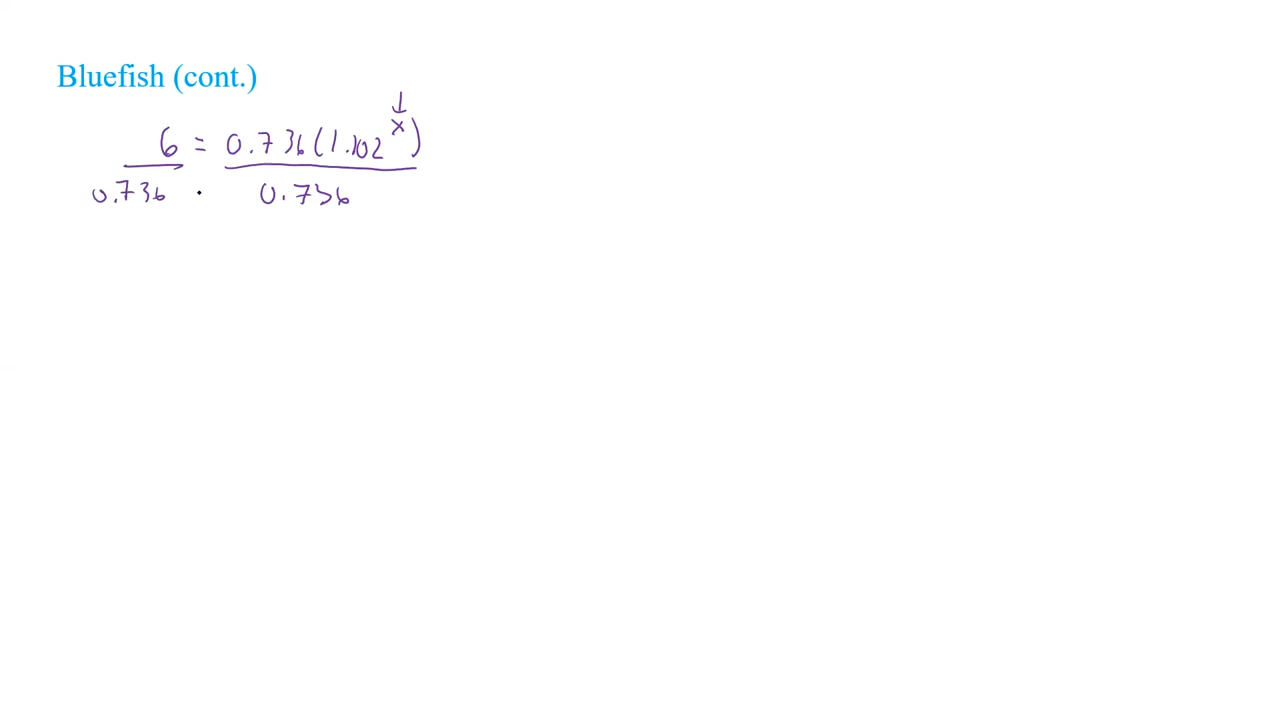 Bluefish (cont.)
↓
6 = 0.736(1.102^x)
0.736 0.736